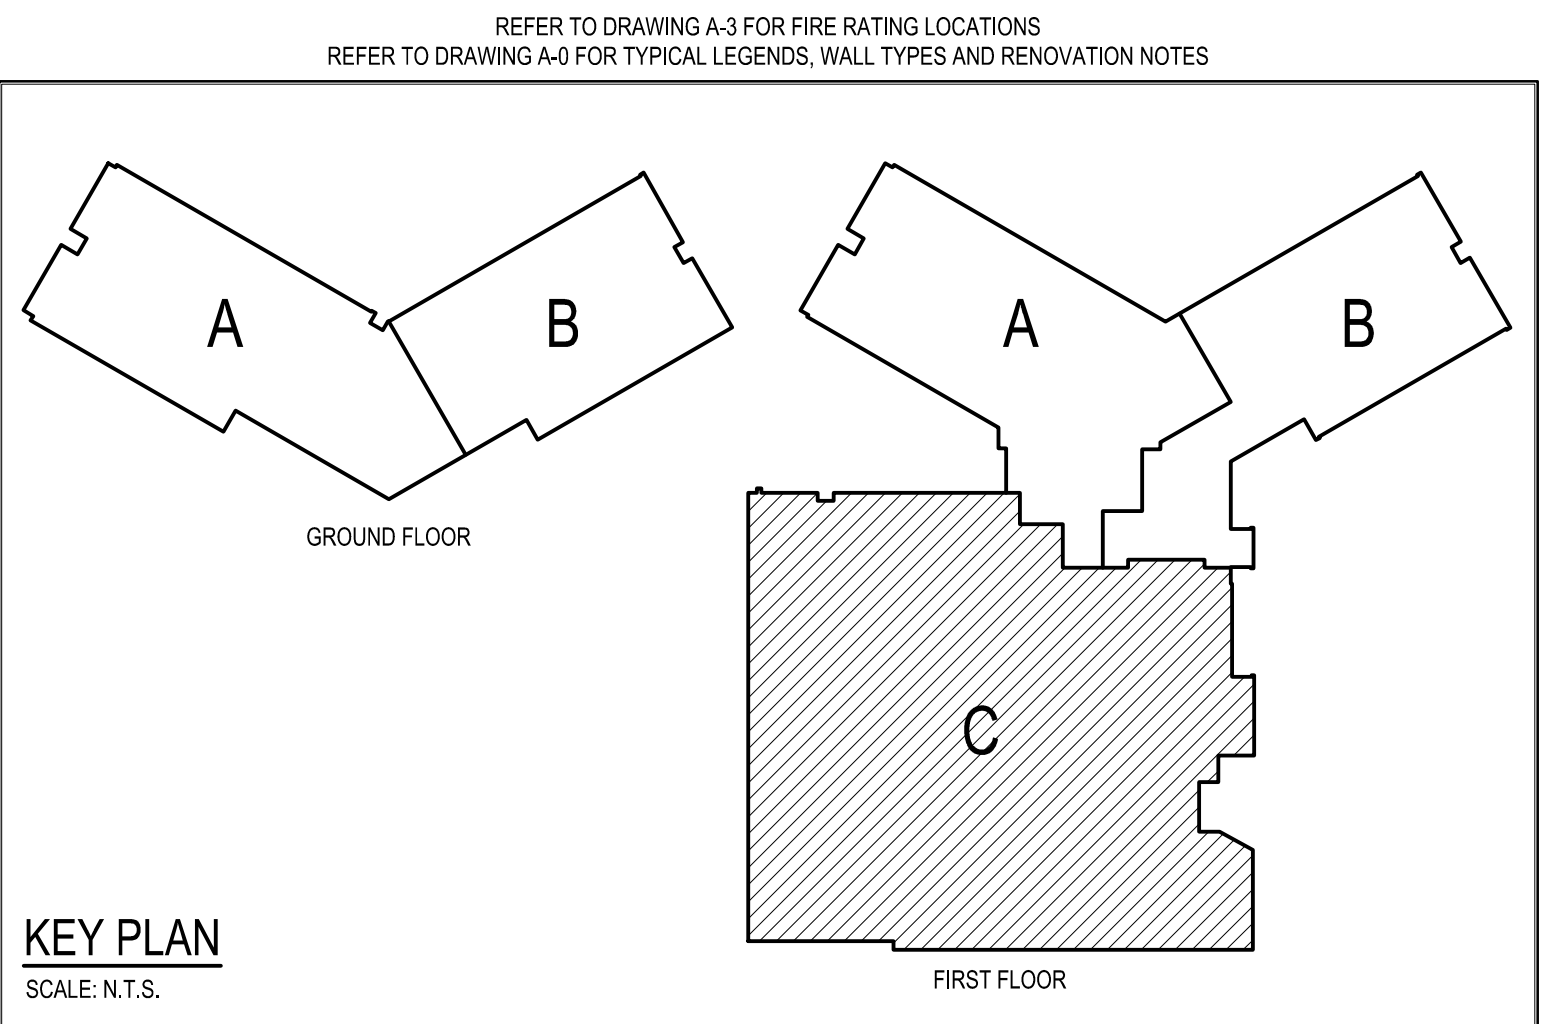 REFER TO DRAWING A-3 FOR FIRE RATING LOCATIONS
REFER TO DRAWING A-0 FOR TYPICAL LEGENDS, WALL TYPES AND RENOVATION NOTES
A
B
GROUND FLOOR
A
B
C
FIRST FLOOR
KEY PLAN
SCALE: N.T.S.